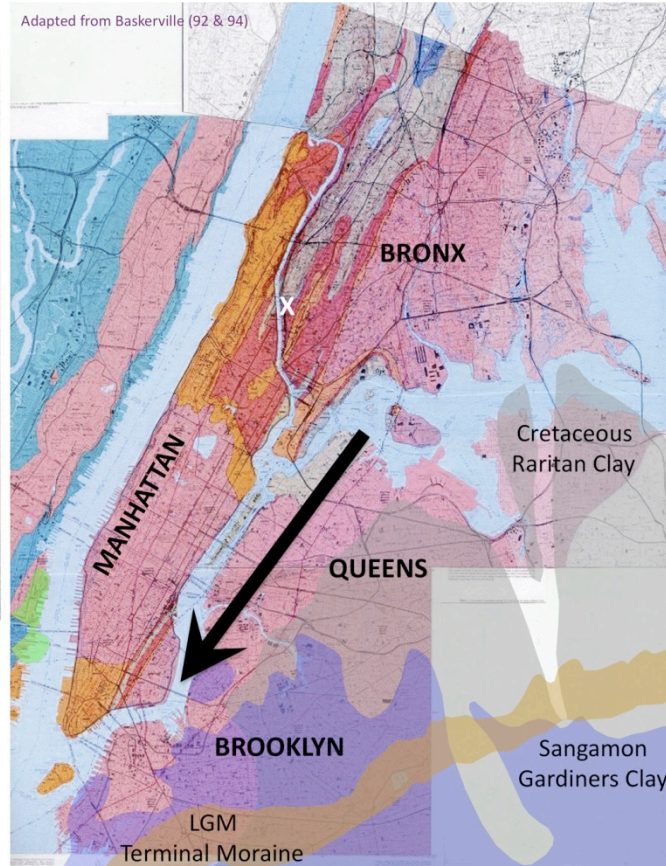 Adapted from Baskerville (92 & 94)
BRONX
X
MANHATTAN
Cretaceous
Raritan Clay
QUEENS
BROOKLYN
Sangamon
Gardiners Clay
LGM
Terminal Moraine